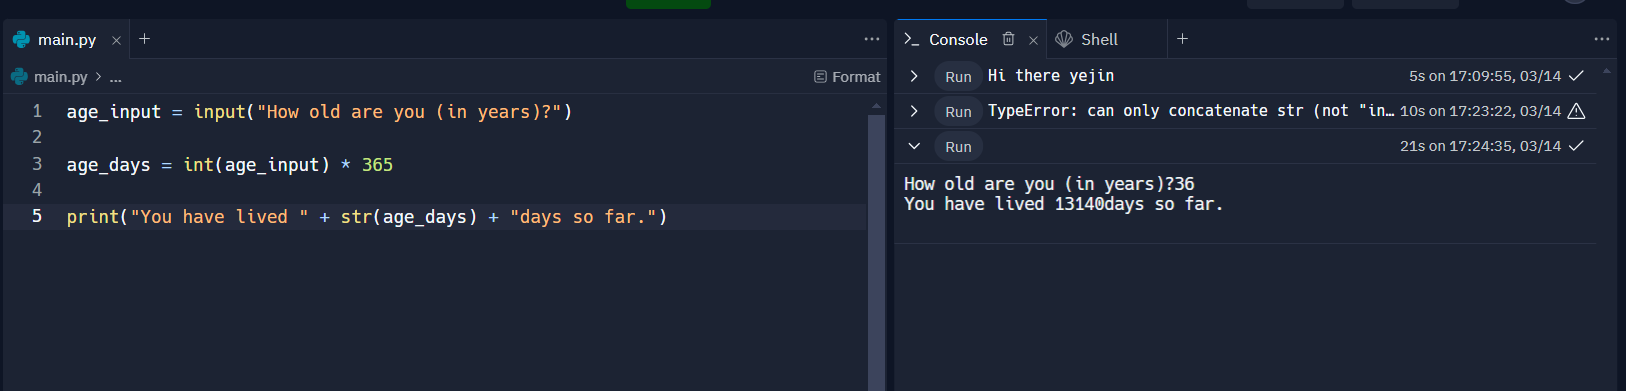 main.py
main.py > ...
Format
1 age_input = input("How old are you (in years)?")
2
3 age_days = int(age_input) * 365
4
5 print("You have lived " + str(age_days) + "days so far.")
Console
Shell
Run Hi there yejin 5s on 17:09:55, 03/14
Run TypeError: can only concatenate str (not "in... 10s on 17:23:22, 03/14
Run 21s on 17:24:35, 03/14
How old are you (in years)?36
You have lived 13140days so far.